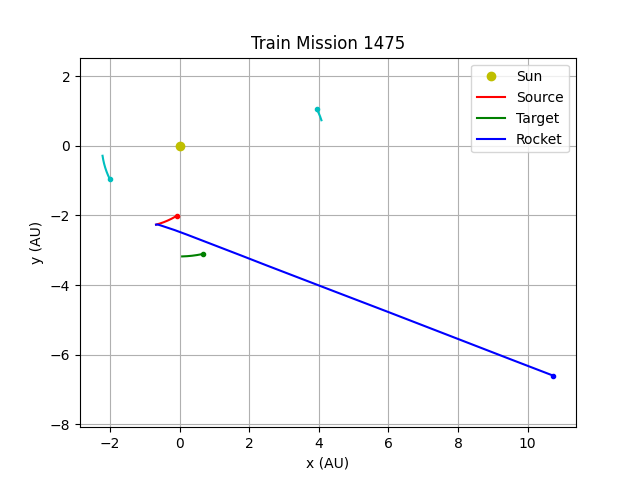 Train Mission 1475
Sun
Source
Target
Rocket
2
0
−2
−4
−6
−8
y (AU)
−2
0
2
4
6
8
10
x (AU)